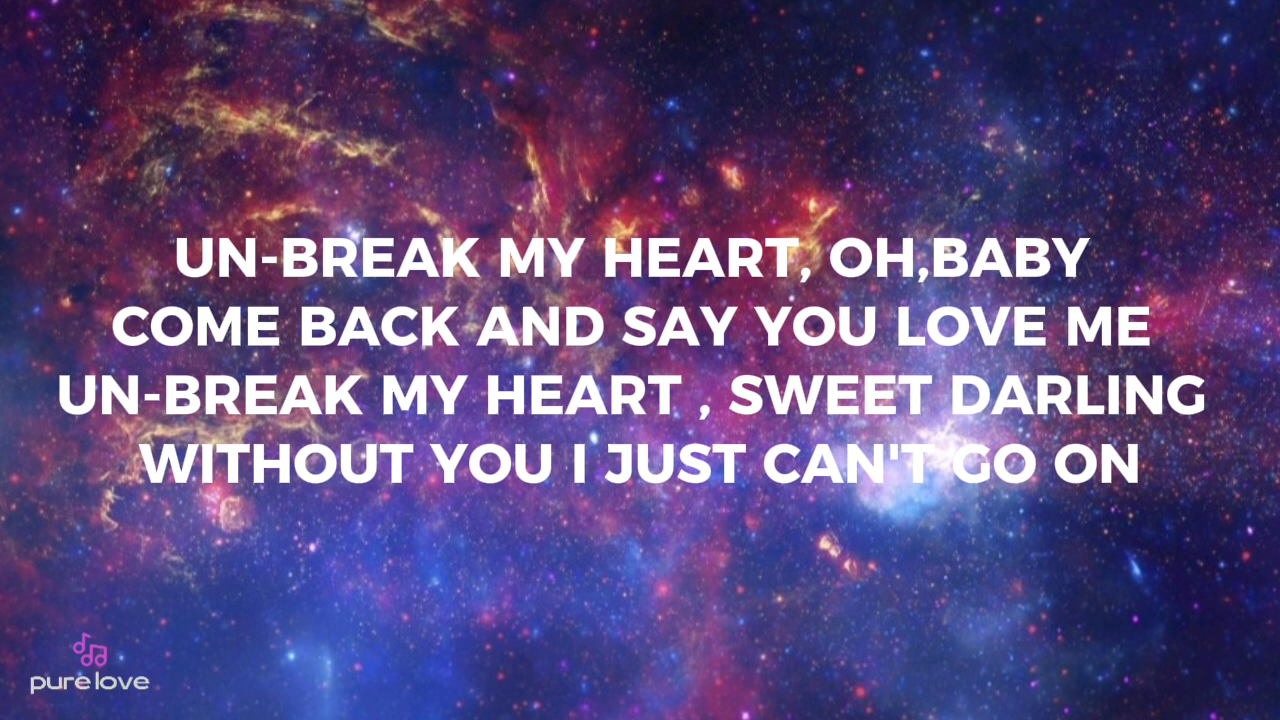 UN-BREAK MY HEART, OH,BABY
COME BACK AND SAY YOU LOVE ME
UN-BREAK MY HEART , SWEET DARLING
WITHOUT YOU I JUST CAN'T GO ON
pure love